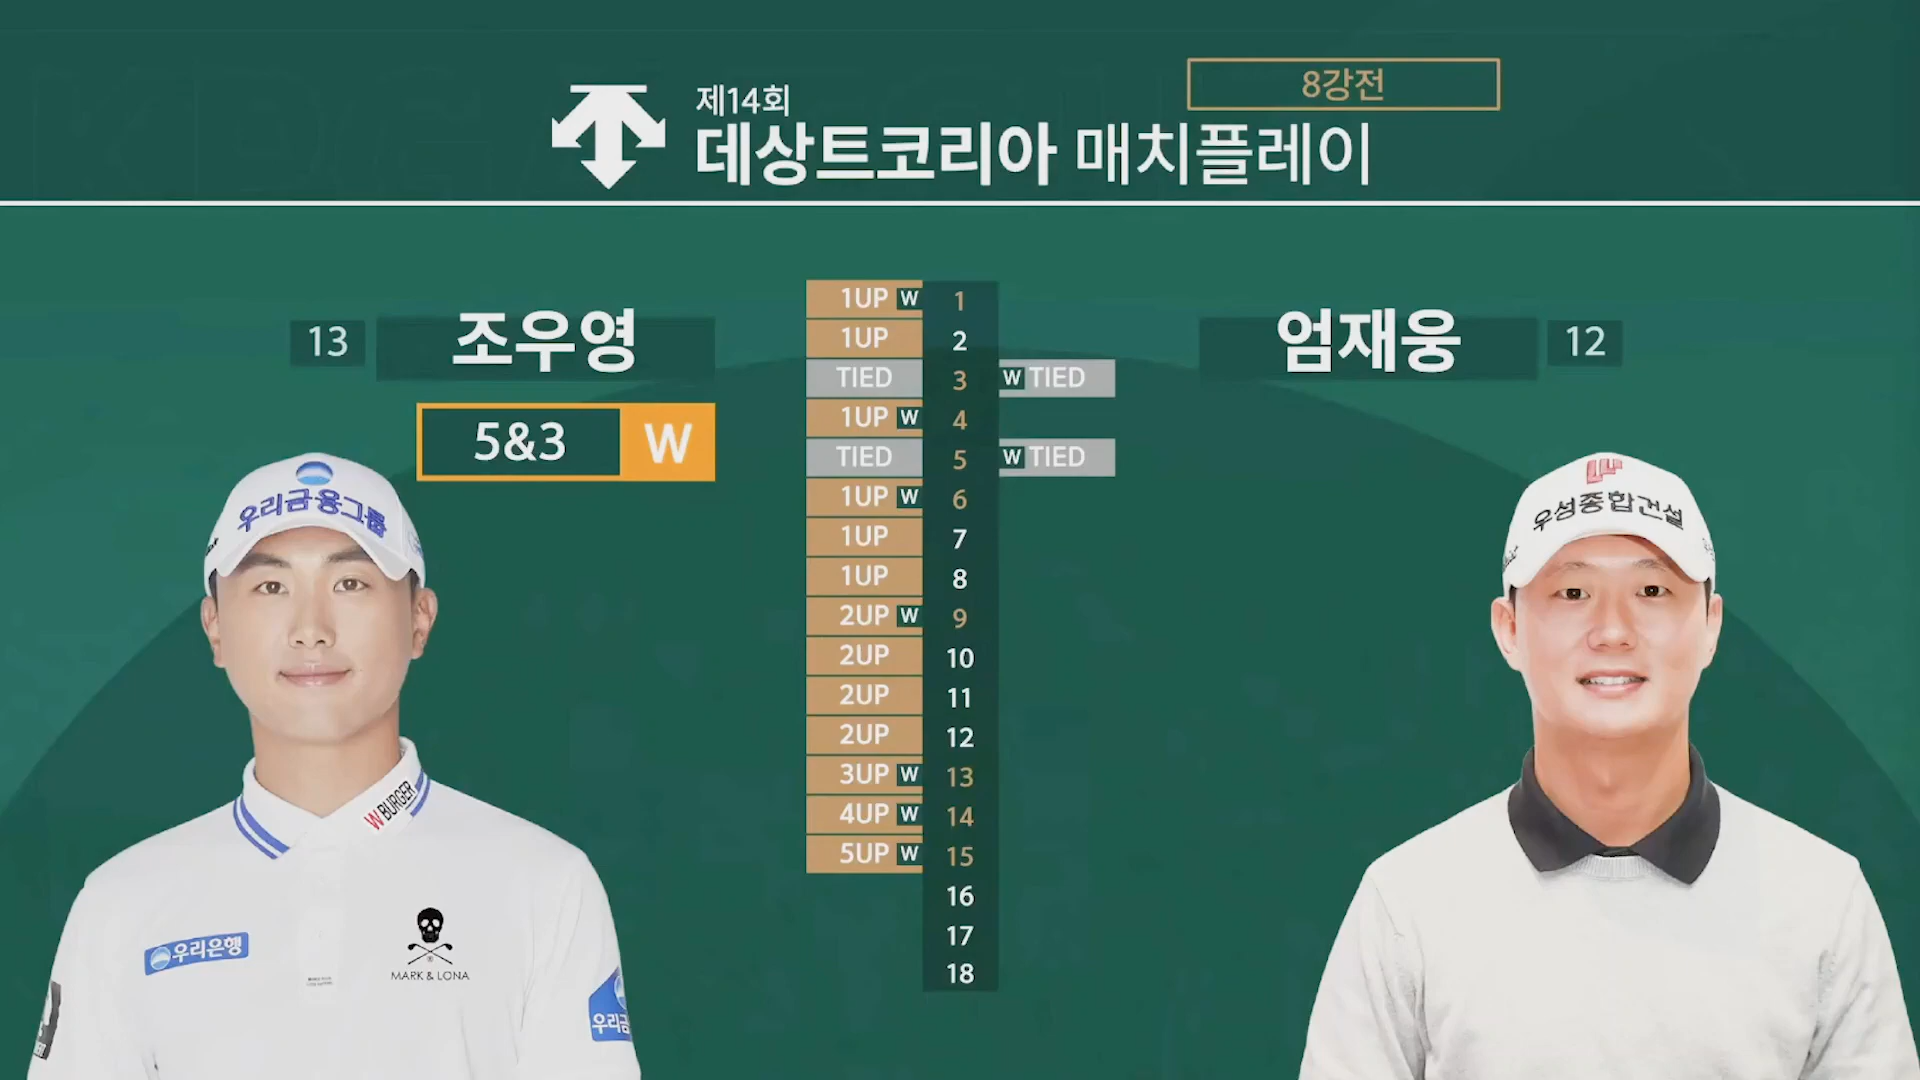 8강전
제14회
데상트코리아 매치플레이
13 조우영
5&3 W
엄재웅 12
1UP W 1
1UP 2
TIED 3 W TIED
1UP W 4
TIED 5 W TIED
1UP W 6
1UP 7
1UP 8
2UP W 9
2UP 10
2UP 11
2UP 12
3UP W 13
4UP W 14
5UP W 15
16
17
18
우리금융그룹
W BURGER
우리은행
MARK & LONA
우리금
우성종합건설